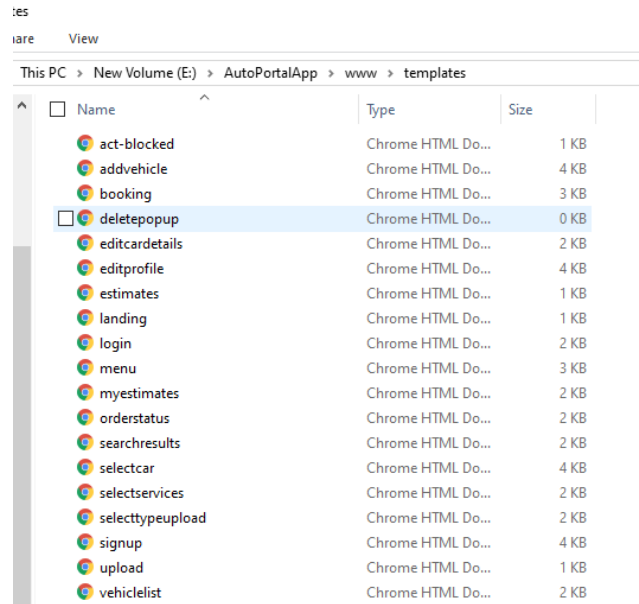 tes
are View
This PC > New Volume (E:) > AutoPortalApp > www > templates
Name Type Size
act-blocked Chrome HTML Do... 1 KB
addvehicle Chrome HTML Do... 4 KB
booking Chrome HTML Do... 3 KB
deletepopup Chrome HTML Do... 0 KB
editcardetails Chrome HTML Do... 2 KB
editprofile Chrome HTML Do... 4 KB
estimates Chrome HTML Do... 1 KB
landing Chrome HTML Do... 1 KB
login Chrome HTML Do... 2 KB
menu Chrome HTML Do... 3 KB
myestimates Chrome HTML Do... 2 KB
orderstatus Chrome HTML Do... 2 KB
searchresults Chrome HTML Do... 2 KB
selectcar Chrome HTML Do... 4 KB
selectservices Chrome HTML Do... 2 KB
selecttypeupload Chrome HTML Do... 2 KB
signup Chrome HTML Do... 4 KB
upload Chrome HTML Do... 1 KB
vehiclelist Chrome HTML Do... 2 KB